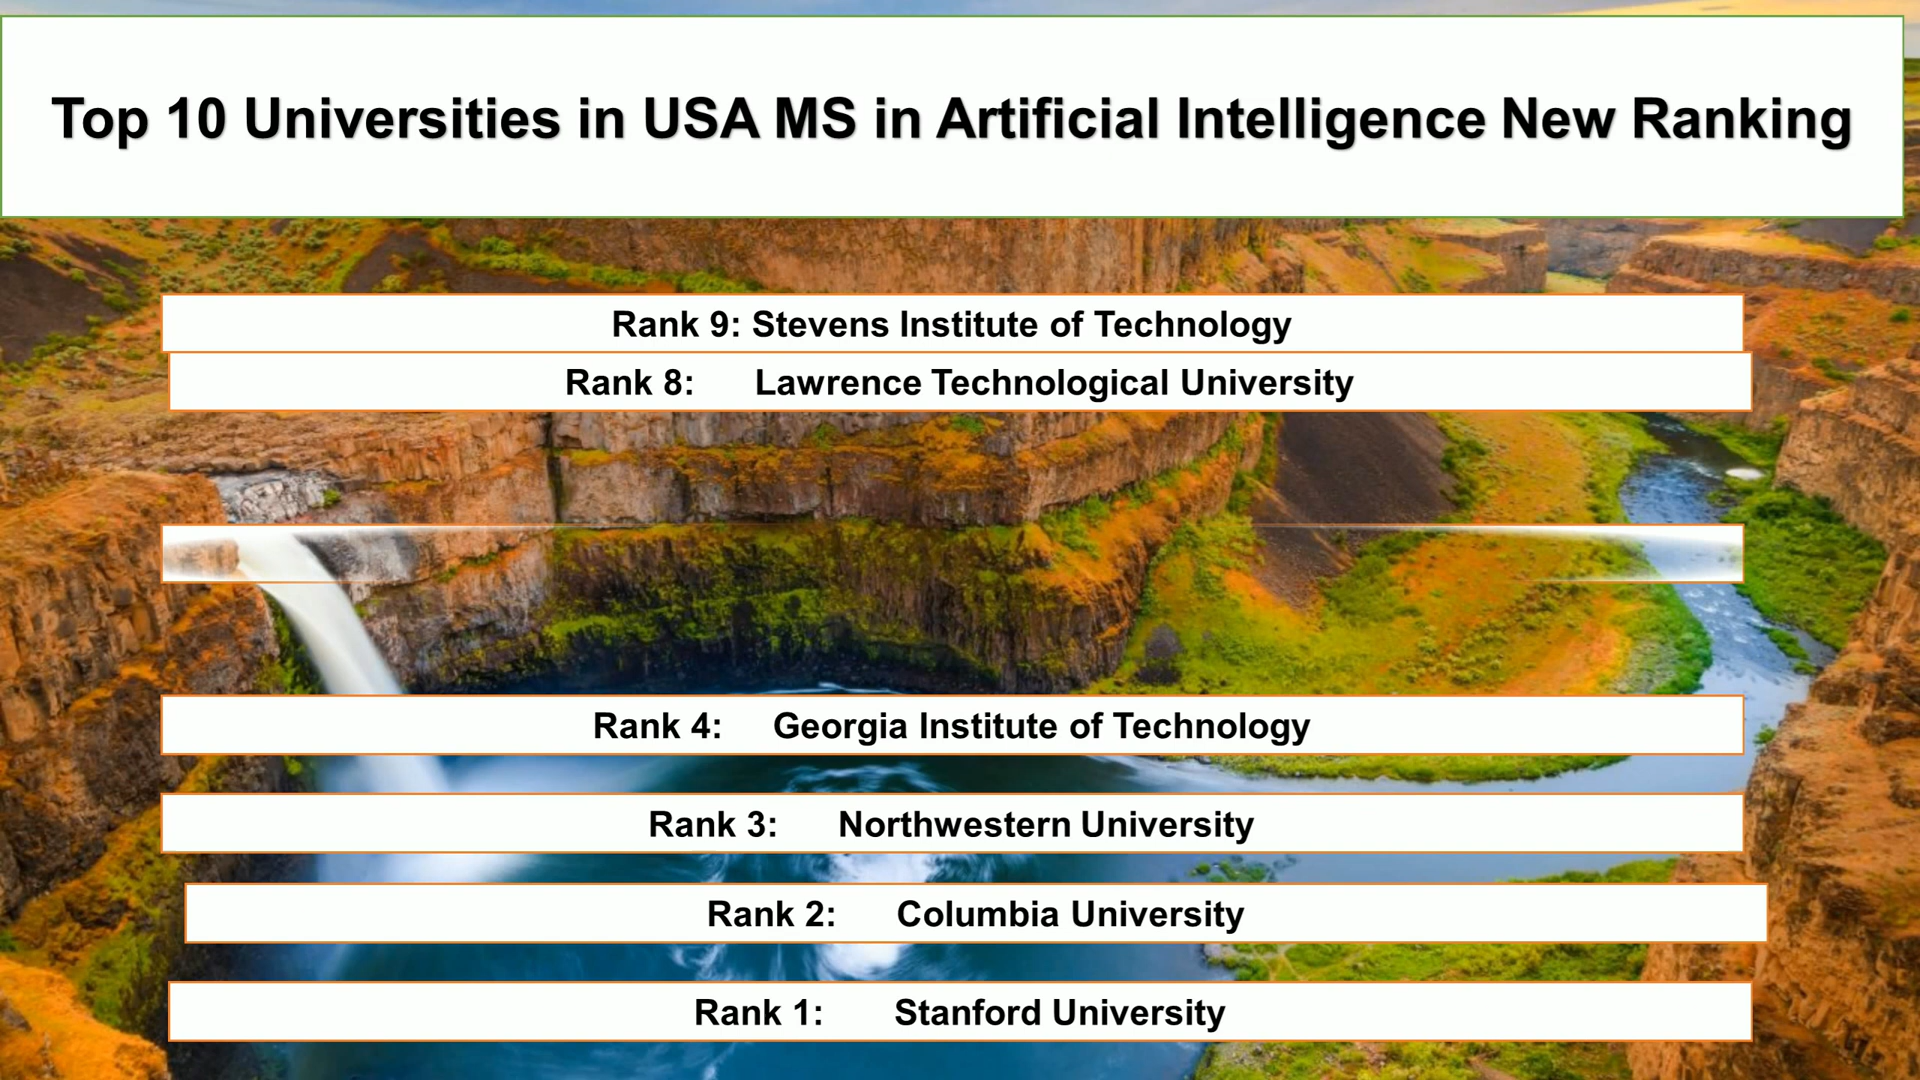 Top 10 Universities in USA MS in Artificial Intelligence New Ranking
Rank 9: Stevens Institute of Technology
Rank 8: Lawrence Technological University
Rank 4: Georgia Institute of Technology
Rank 3: Northwestern University
Rank 2: Columbia University
Rank 1: Stanford University